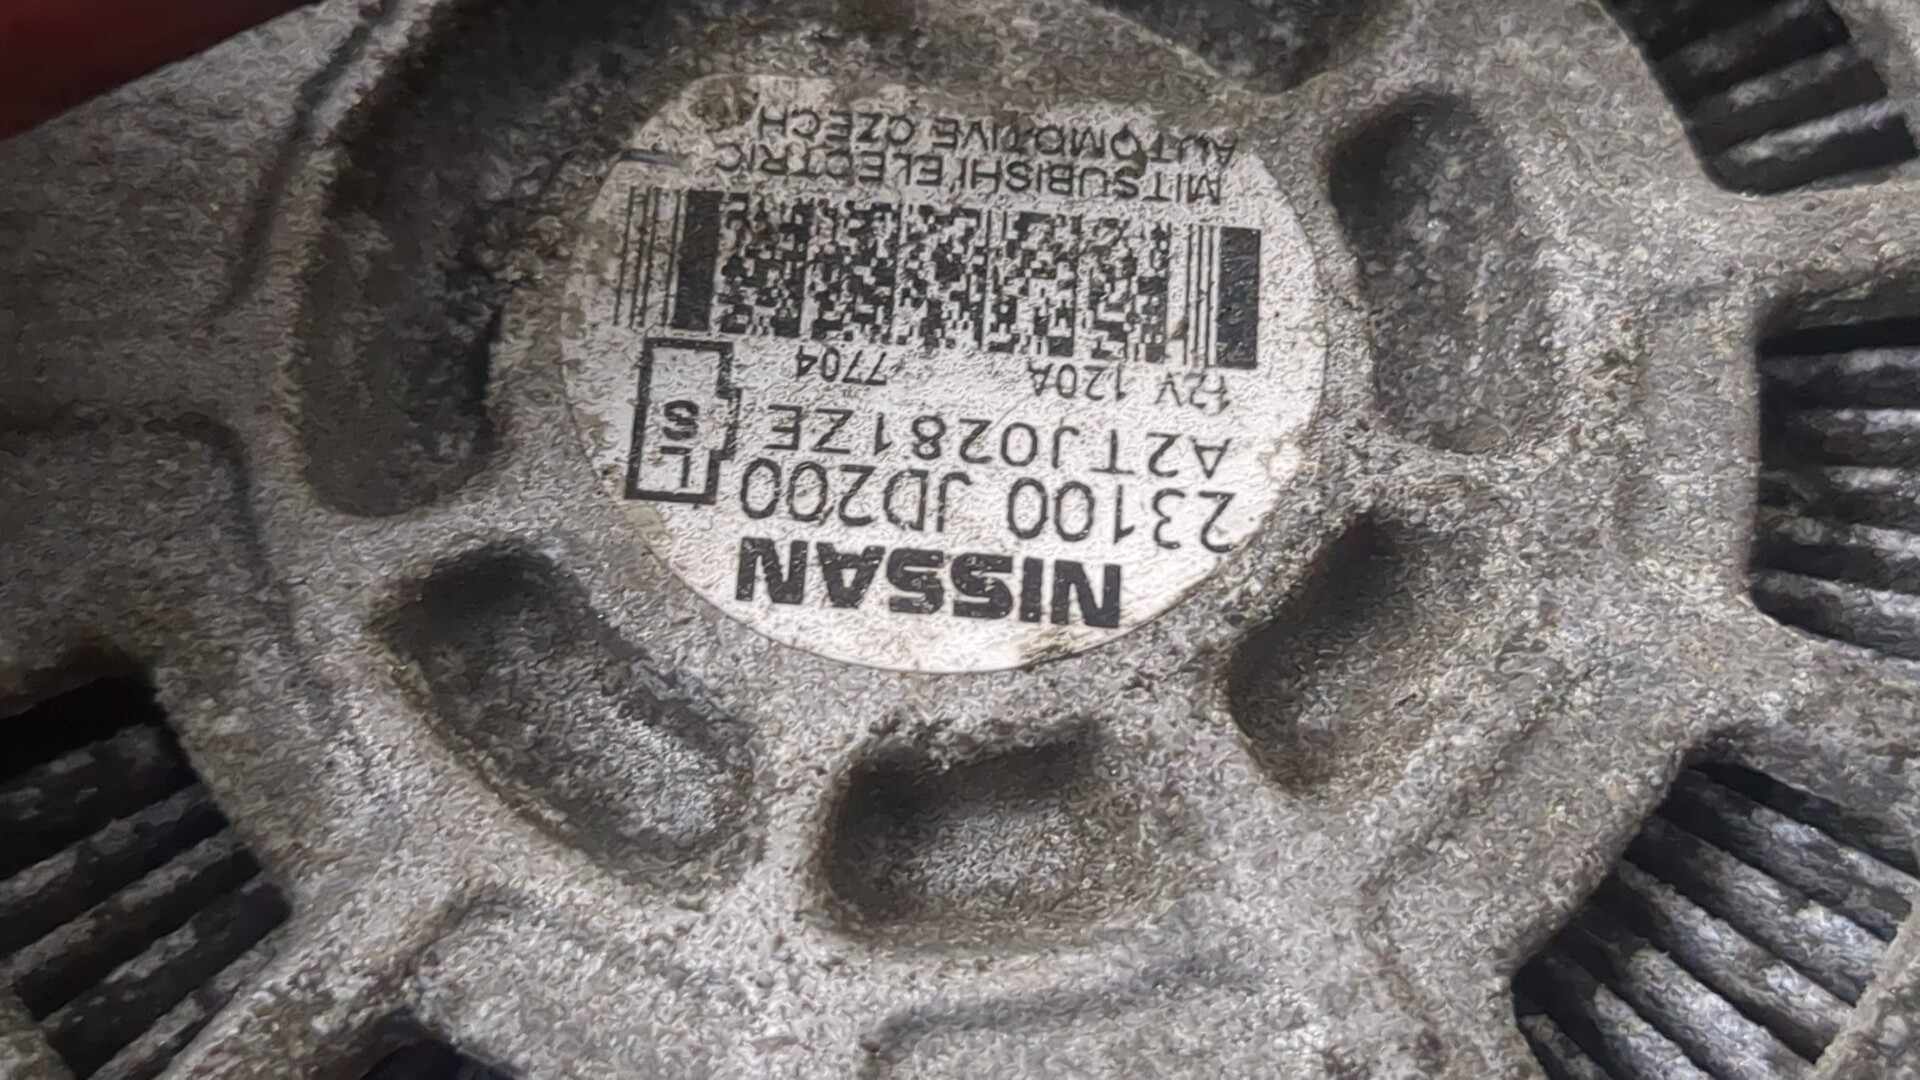 NISSAN
23100 JD200
A2TJ0281ZE
L
S
12V 120A 7704
MITSUBISHI ELECTRIC
AUTOMOTIVE CZECH